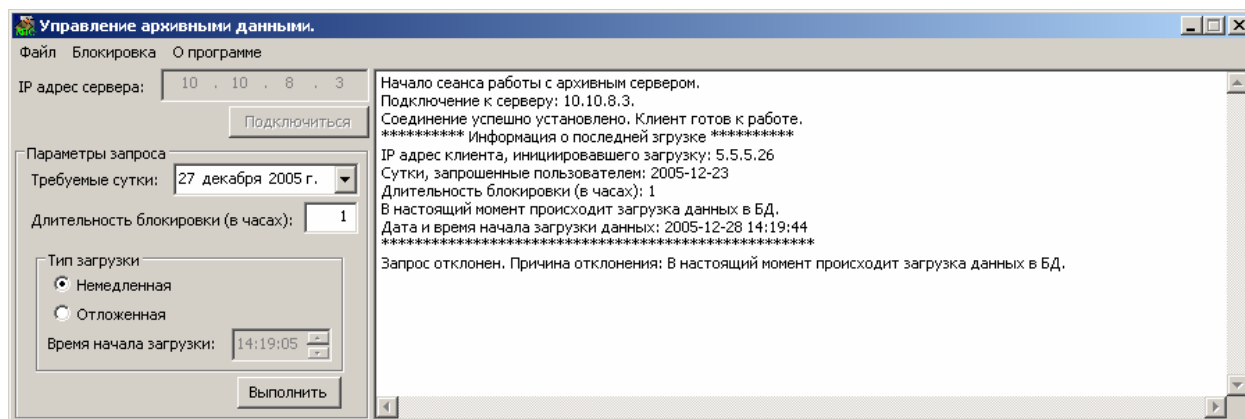 Управление архивными данными.
Файл Блокировка О программе
IP адрес сервера: 10 . 10 . 8 . 3
Подключиться
Параметры запроса
Требуемые сутки: 27 декабря 2005 г.
Длительность блокировки (в часах): 1
Тип загрузки
Немедленная
Отложенная
Время начала загрузки: 14:19:05
Выполнить
Начало сеанса работы с архивным сервером.
Подключение к серверу: 10.10.8.3.
Соединение успешно установлено. Клиент готов к работе.
********** Информация о последней згрузке **********
IP адрес клиента, инициировавшего загрузку: 5.5.5.26
Сутки, запрошенные пользователем: 2005-12-23
Длительность блокировки (в часах): 1
В настоящий момент происходит загрузка данных в БД.
Дата и время начала загрузки данных: 2005-12-28 14:19:44
****************************************************
Запрос отклонен. Причина отклонения: В настоящий момент происходит загрузка данных в БД.